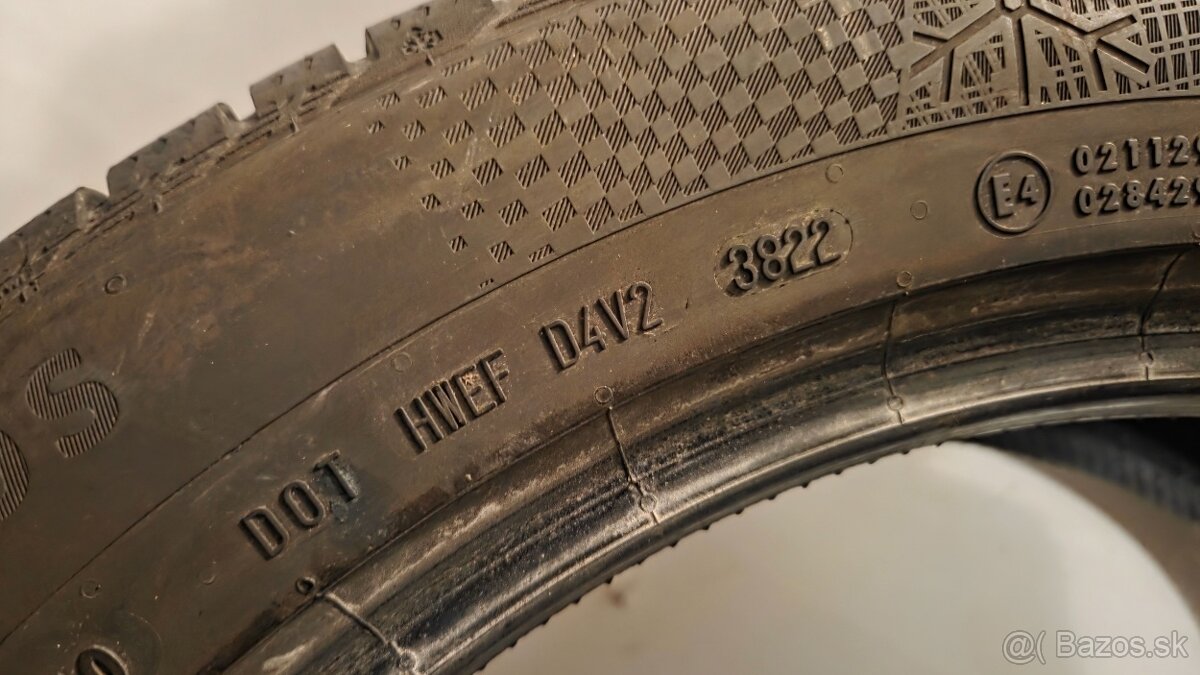 DOT HWEF D4V2 3822
E4
Bazos.sk